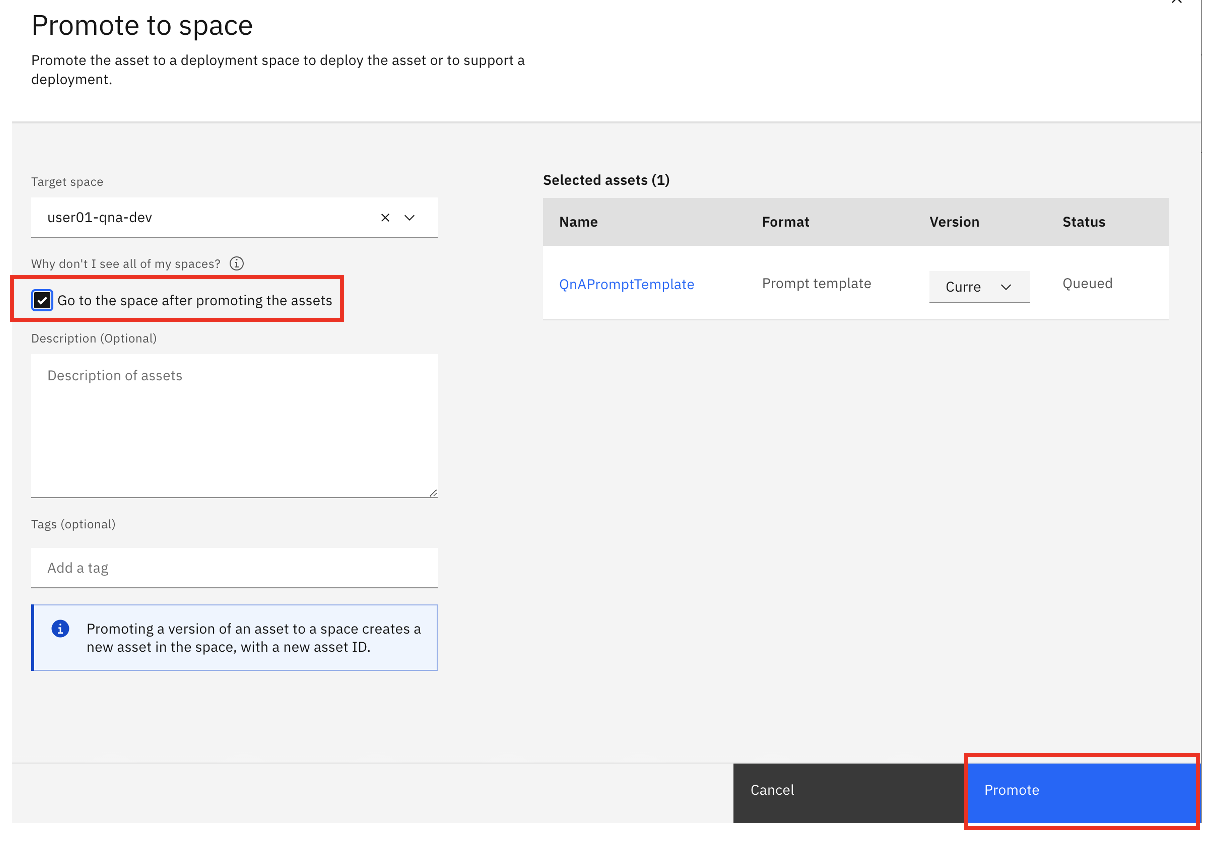 Promote to space
Promote the asset to a deployment space to deploy the asset or to support a
deployment.
Target space
user01-qna-dev
Why don't I see all of my spaces?
Go to the space after promoting the assets
Description (Optional)
Description of assets
Tags (optional)
Add a tag
Promoting a version of an asset to a space creates a
new asset in the space, with a new asset ID.
Selected assets (1)
Name Format Version Status
QnAPromptTemplate Prompt template Curre Queued
Cancel Promote